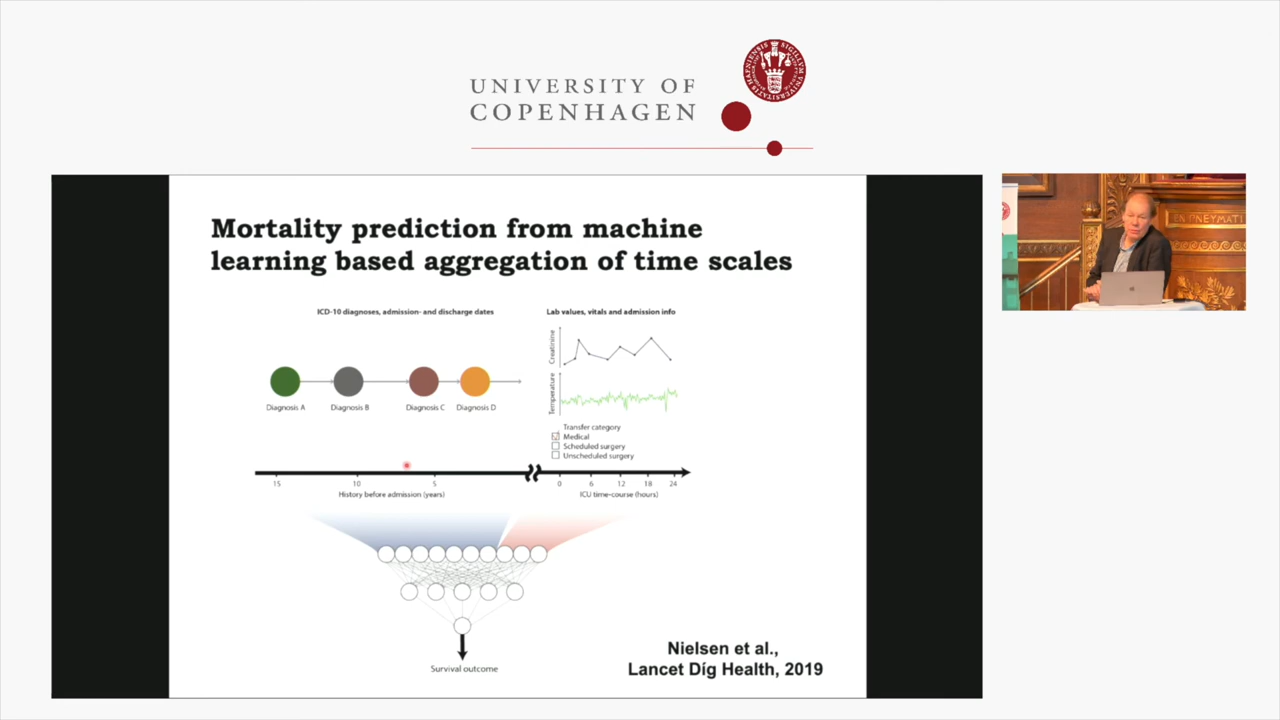 UNIVERSITY OF
COPENHAGEN
Mortality prediction from machine
learning based aggregation of time scales
ICD-10 diagnoses, admission- and discharge dates
Diagnosis A
Diagnosis B
Diagnosis C
Diagnosis D
Lab values, vitals and admission info
Creatinine
Temperature
Transfer category
Medical
Scheduled surgery
Unscheduled surgery
15
10
5
0
6
12
18
24
History before admission (years)
ICU time-course (hours)
Survival outcome
Nielsen et al.,
Lancet Dig Health, 2019
EN PNEYMATI